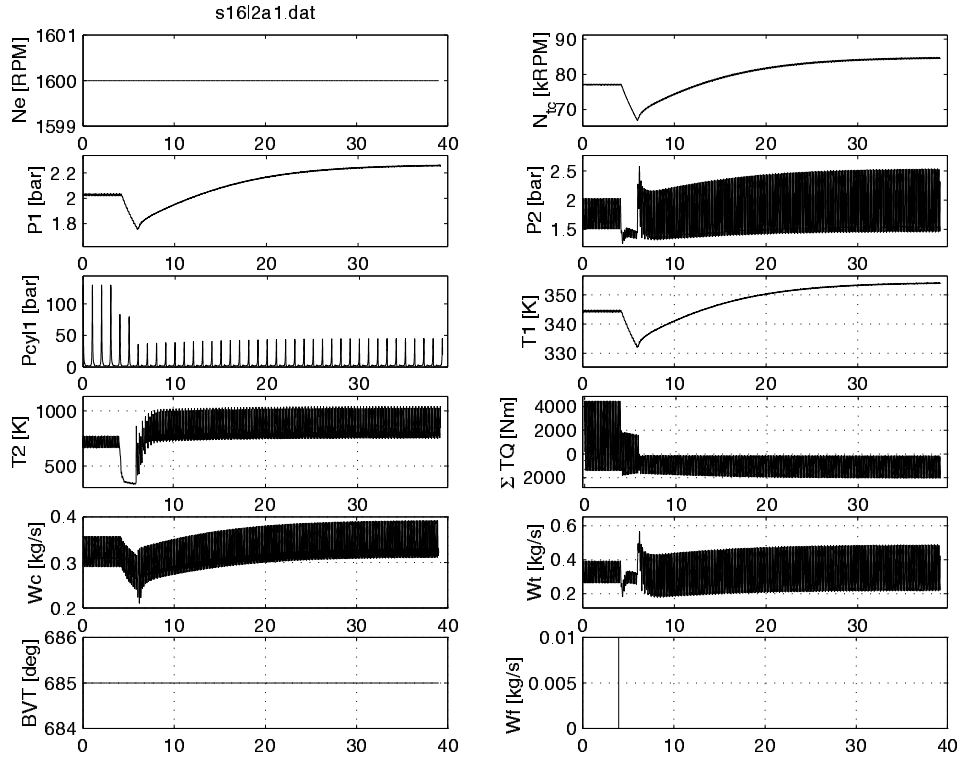 s16l2a1.dat
Ne [RPM]
1601
1600
1599
0 10 20 30 40
N_tc [kRPM]
90
80
70
0 10 20 30 40
P1 [bar]
2.2
2
1.8
0 10 20 30 40
P2 [bar]
2.5
2
1.5
0 10 20 30 40
Pcyl1 [bar]
100
50
0
0 10 20 30 40
T1 [K]
350
340
330
0 10 20 30 40
T2 [K]
1000
500
0 10 20 30 40
Σ TQ [Nm]
4000
2000
0
2000
0 10 20 30 40
Wc [kg/s]
0.4
0.3
0.2
0 10 20 30 40
Wt [kg/s]
0.6
0.4
0.2
0 10 20 30 40
BVT [deg]
686
685
684
0 10 20 30 40
Wf [kg/s]
0.01
0.005
0
0 10 20 30 40